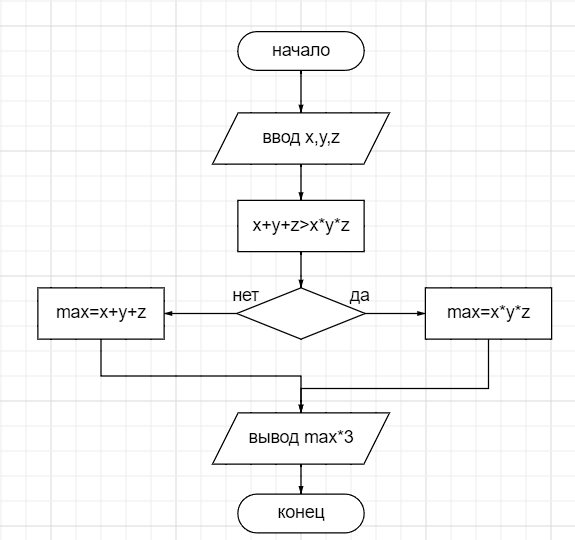 начало
ввод x,y,z
x+y+z>x*y*z
нет
да
max=x+y+z
max=x*y*z
вывод max*3
конец